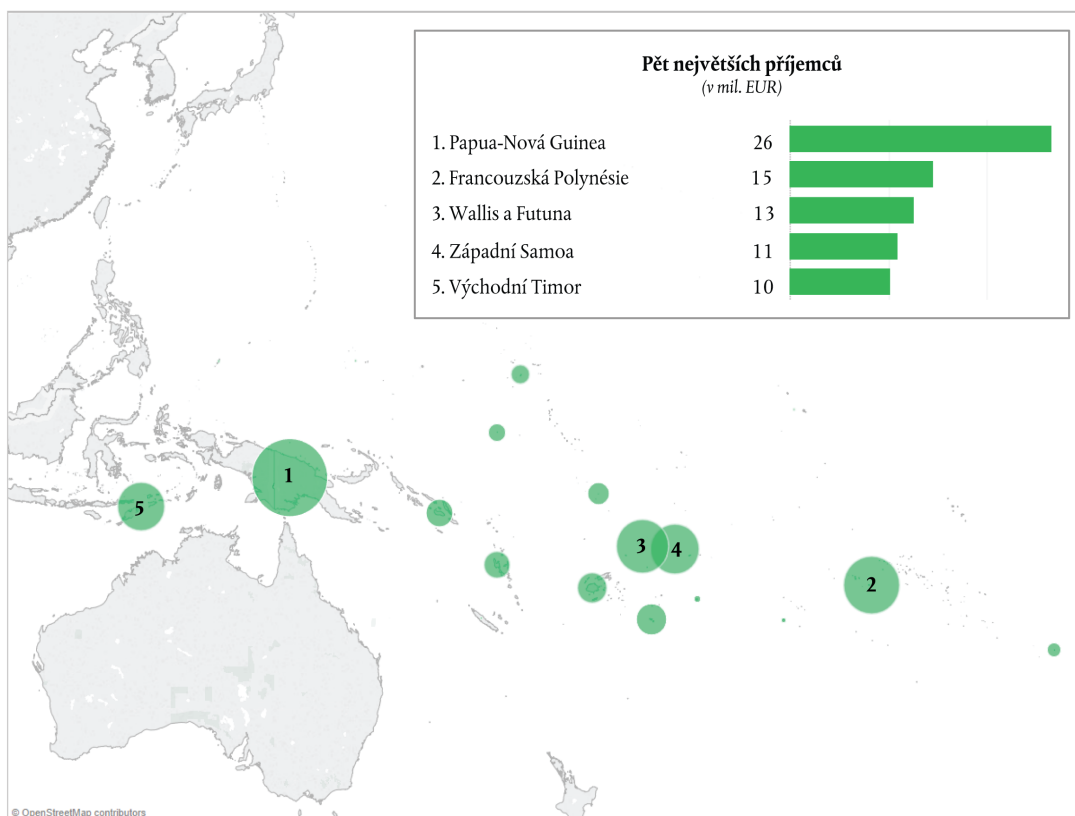 Pět největších příjemců
(v mil. EUR)
1. Papua-Nová Guinea 26
2. Francouzská Polynésie 15
3. Wallis a Futuna 13
4. Západní Samoa 11
5. Východní Timor 10
1
5
3
4
2
© OpenStreetMap contributors